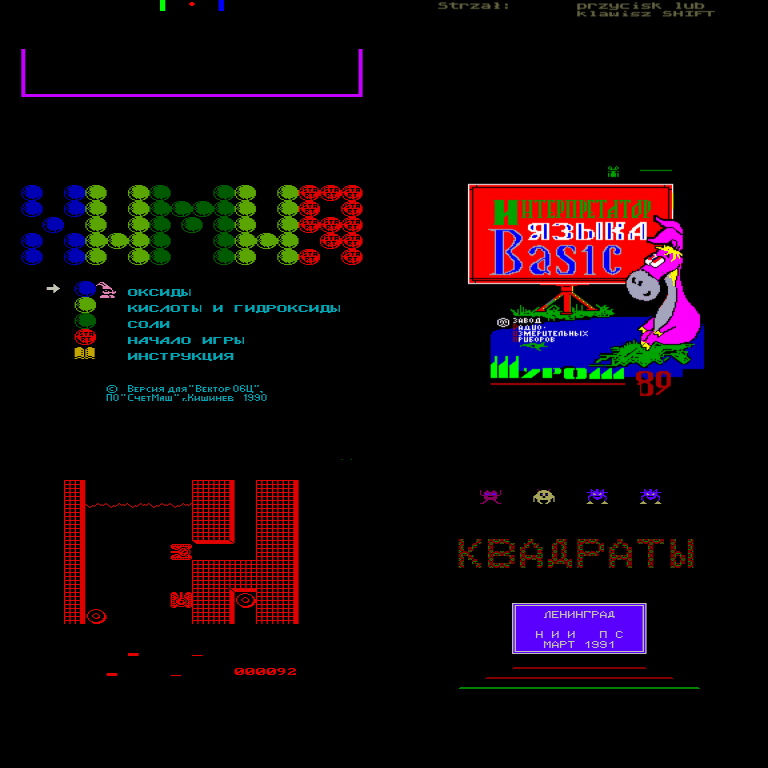 Strzał: przycisk lub
klawisz SHIFT
ХИМИЯ
ОКСИДЫ
КИСЛОТЫ И ГИДРОКСИДЫ
СОЛИ
НАЧАЛО ИГРЫ
ИНСТРУКЦИЯ
© Версия для "Вектор 06Ц",
ПО "СчетМаш", г.Кишинев 1990
ИНТЕРПРЕТАТОР
ЯЗЫКА
Basic
ЗАВОД
РАДИО-
ИЗМЕРИТЕЛЬНЫХ
ПРИБОРОВ
89
000092
КВАДРАТЫ
ЛЕНИНГРАД
НИИ ПС
МАРТ 1991